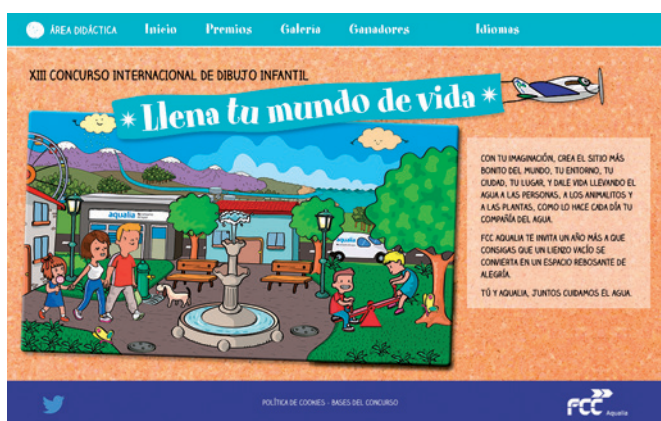 ÁREA DIDÁCTICA Inicio Premios Galería Ganadores Idiomas
XIII CONCURSO INTERNACIONAL DE DIBUJO INFANTIL
* Llena tu mundo de vida *
aqualia
aqualia
CON TU IMAGINACIÓN, CREA EL SITIO MÁS
BONITO DEL MUNDO, TU ENTORNO, TU
CIUDAD, TU LUGAR, Y DALE VIDA LLEVANDO EL
AGUA A LAS PERSONAS, A LOS ANIMALITOS Y
A LAS PLANTAS, COMO LO HACE CADA DÍA TU
COMPAÑÍA DEL AGUA.
FCC AQUALIA TE INVITA UN AÑO MÁS A QUE
CONSIGAS QUE UN LIENZO VACÍO SE
CONVIERTA EN UN ESPACIO REBOSANTE DE
ALEGRÍA.
TÚ Y AQUALIA, JUNTOS CUIDAMOS EL AGUA.
POLÍTICA DE COOKIES - BASES DEL CONCURSO
FCC Aqualia